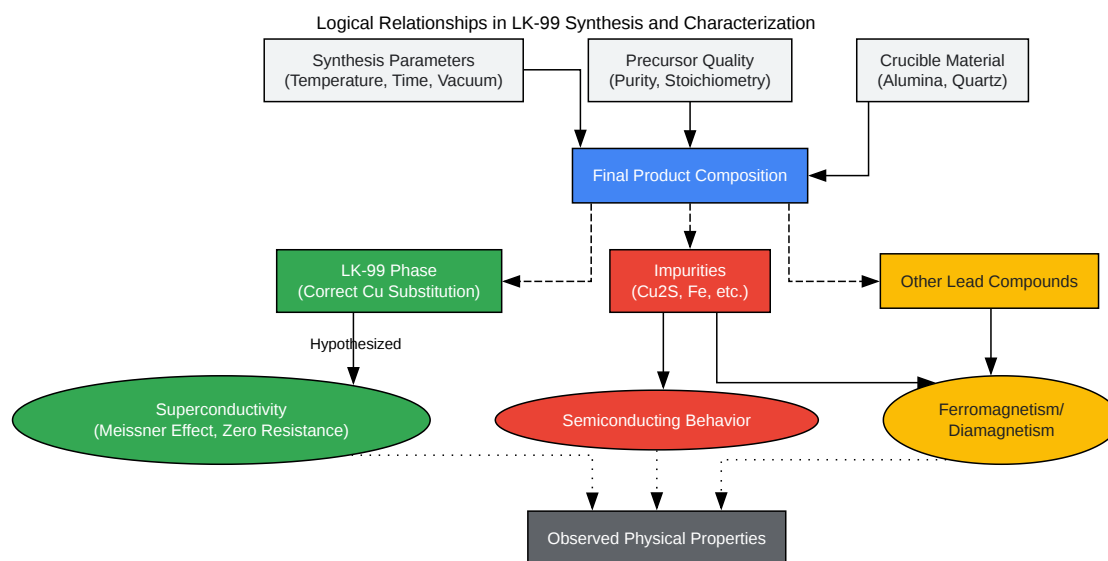 Logical Relationships in LK-99 Synthesis and Characterization
Synthesis Parameters
(Temperature, Time, Vacuum)
Precursor Quality
(Purity, Stoichiometry)
Crucible Material
(Alumina, Quartz)
Final Product Composition
LK-99 Phase
(Correct Cu Substitution)
Impurities
(Cu2S, Fe, etc.)
Other Lead Compounds
Hypothesized
Superconductivity
(Meissner Effect, Zero Resistance)
Semiconducting Behavior
Ferromagnetism/
Diamagnetism
Observed Physical Properties